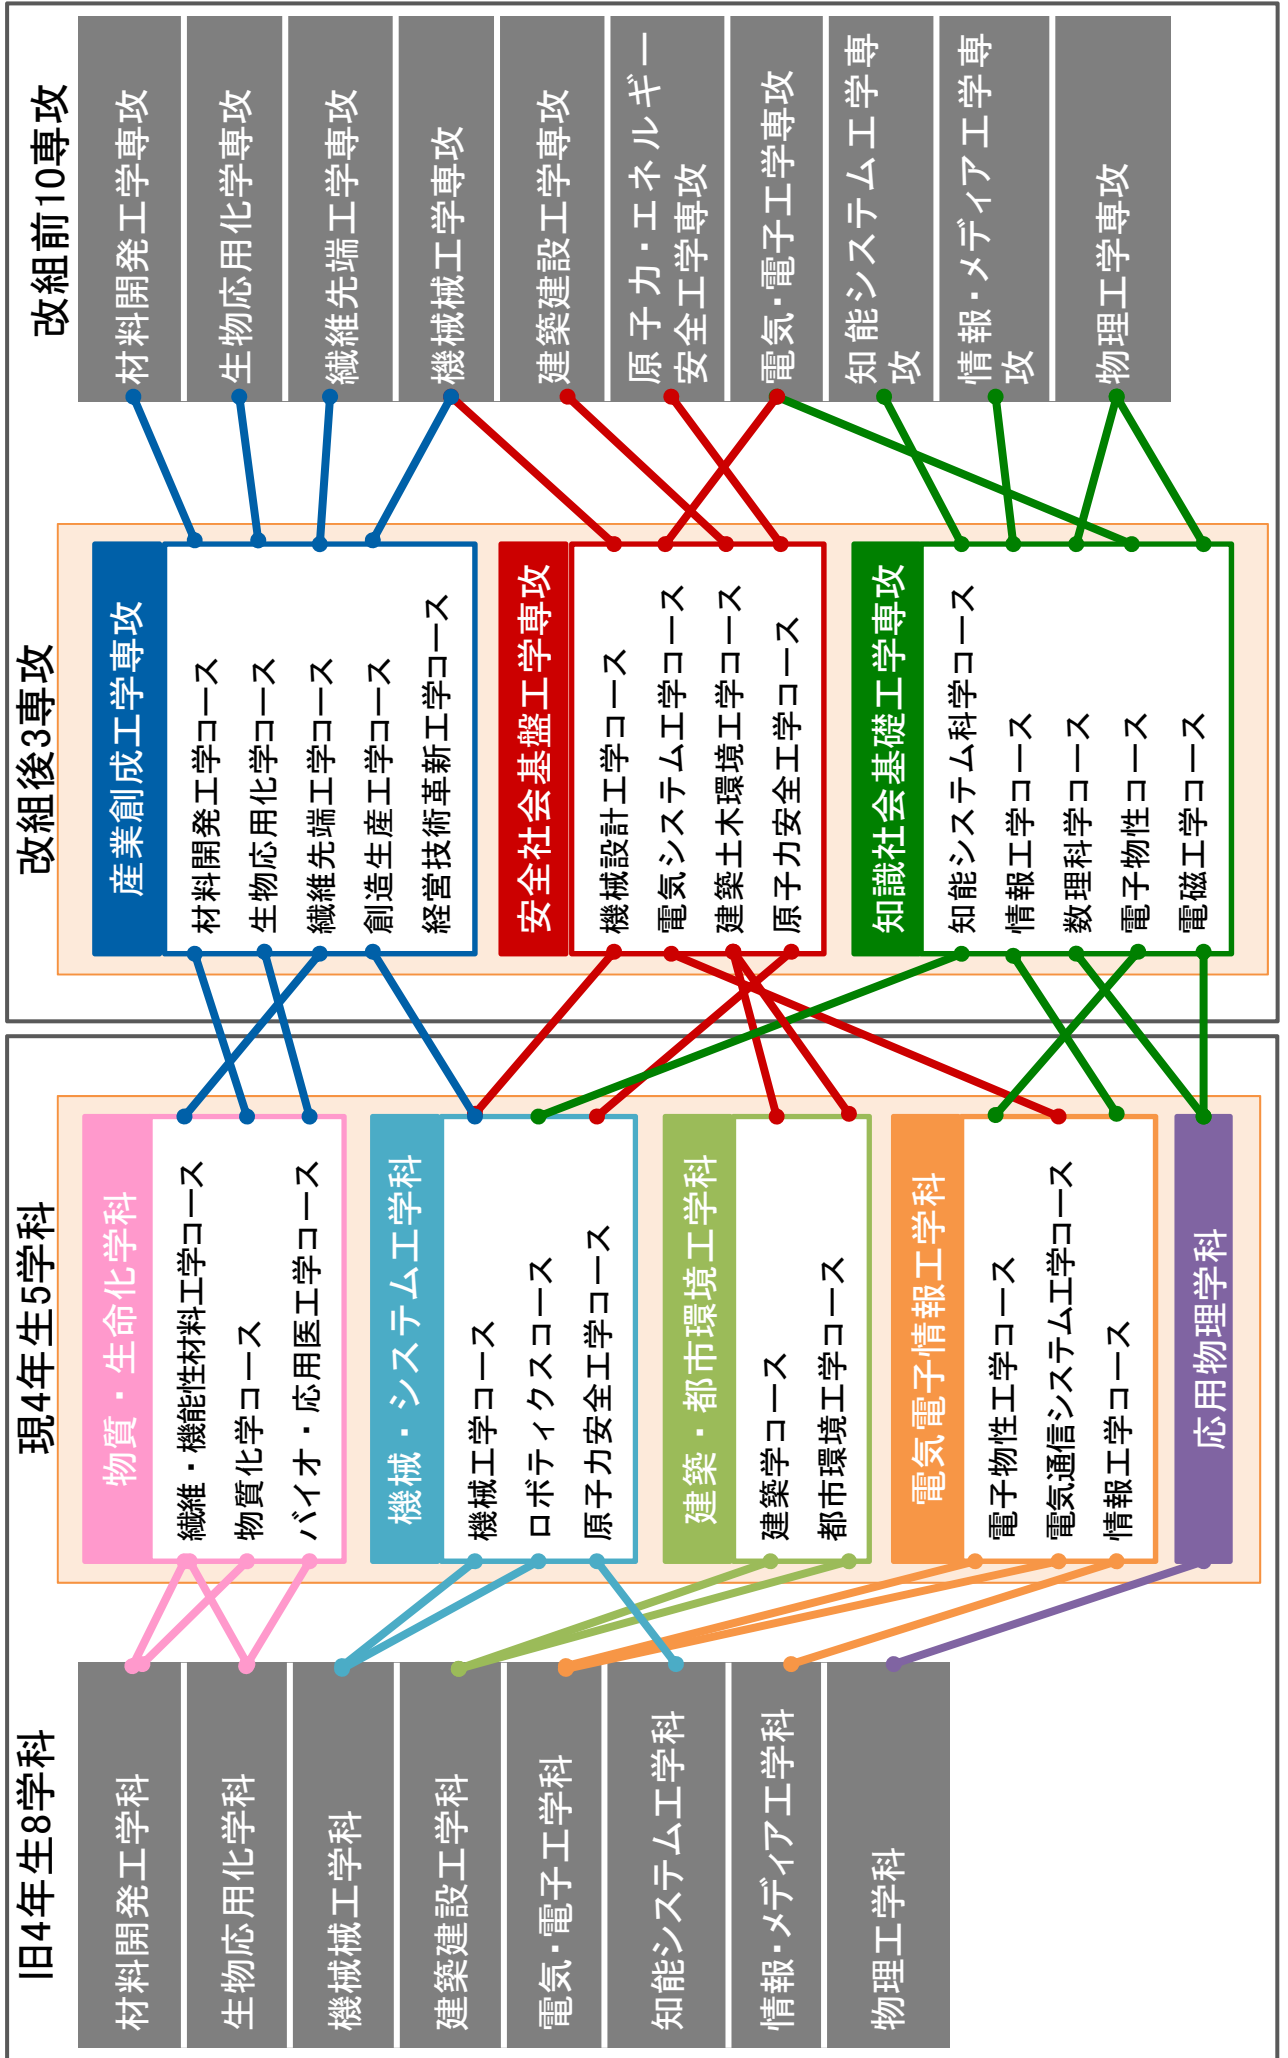 旧4年生8学科
材料開発工学科
生物応用化学科
機械工学科
建築建設工学科
電気・電子工学科
知能システム工学科
情報・メディア工学科
物理工学科
現4年生5学科
物質・生命化学科
繊維・機能性材料工学コース
物質化学コース
バイオ・応用医工学コース
機械・システム工学科
機械工学コース
ロボティクスコース
原子力安全工学コース
建築・都市環境工学科
建築学コース
都市環境工学コース
電気電子情報工学科
電子物性工学コース
電気通信システム工学コース
情報工学コース
応用物理学科
改組後3専攻
産業創成工学専攻
材料開発工学コース
生物応用化学コース
繊維先端工学コース
創造生産工学コース
経営技術革新工学コース
安全社会基盤工学専攻
機械設計工学コース
電気システム工学コース
建築土木環境工学コース
原子力安全工学コース
知識社会基礎工学専攻
知能システム科学コース
情報工学コース
数理科学コース
電子物性コース
電磁工学コース
改組前10専攻
材料開発工学専攻
生物応用化学専攻
繊維先端工学専攻
機械工学専攻
建築建設工学専攻
原子力・エネルギー
安全工学専攻
電気・電子工学専攻
知能システム工学専
攻
情報・メディア工学専
攻
物理工学専攻